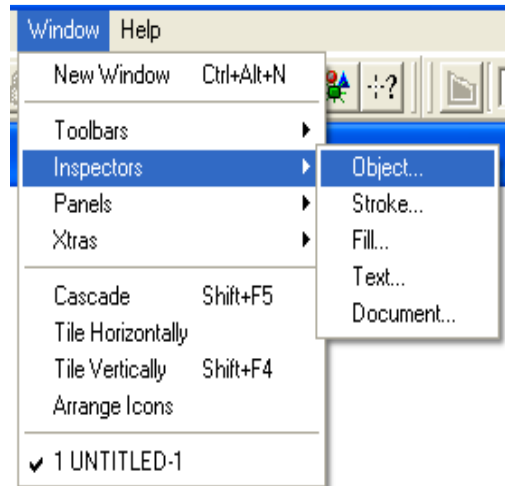 Window Help
New Window Ctrl+Alt+N
Toolbars
Inspectors
Panels
Xtras
Cascade Shift+F5
Tile Horizontally
Tile Vertically Shift+F4
Arrange Icons
1 UNTITLED-1
Object...
Stroke...
Fill...
Text...
Document...